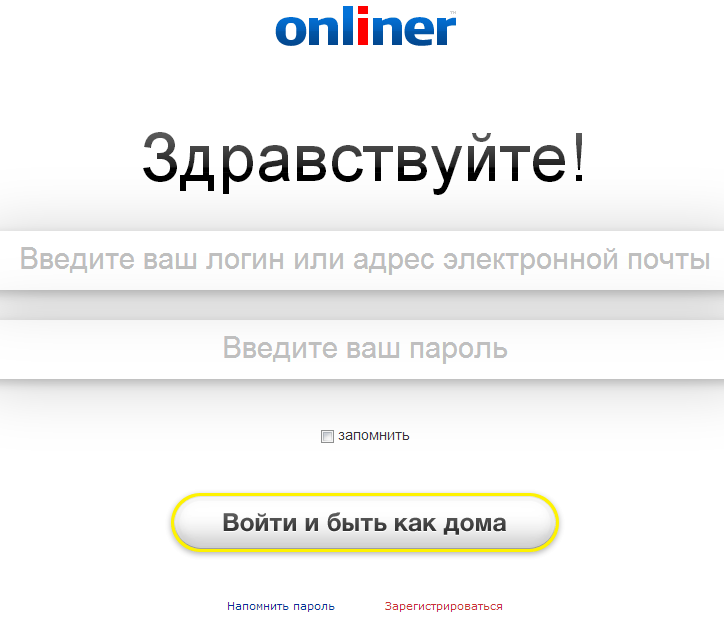 onliner™
Здравствуйте!
Введите ваш логин или адрес электронной почты
Введите ваш пароль
запомнить
Войти и быть как дома
Напомнить пароль Зарегистрироваться